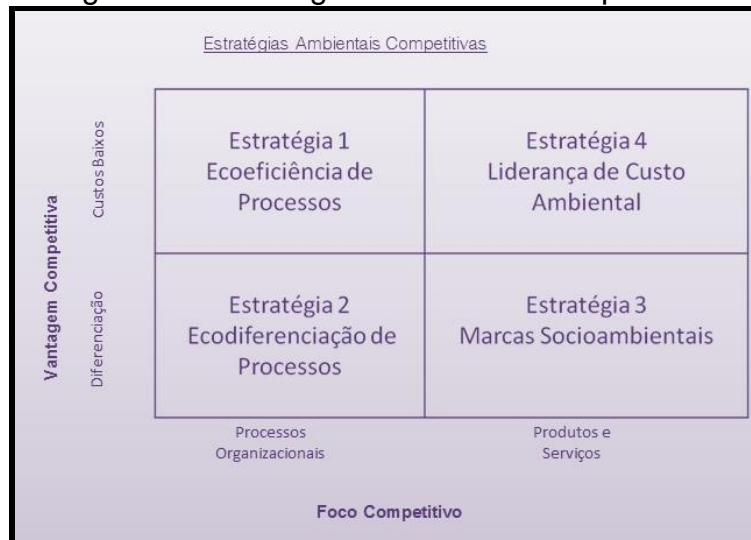 Estratégias Ambientais Competitivas
Vantagem Competitiva
Custos Baixos
Diferenciação
Estratégia 1
Ecoeficiência de
Processos
Estratégia 4
Liderança de Custo
Ambiental
Estratégia 2
Ecodiferenciação de
Processos
Estratégia 3
Marcas Socioambientais
Processos
Organizacionais
Produtos e
Serviços
Foco Competitivo